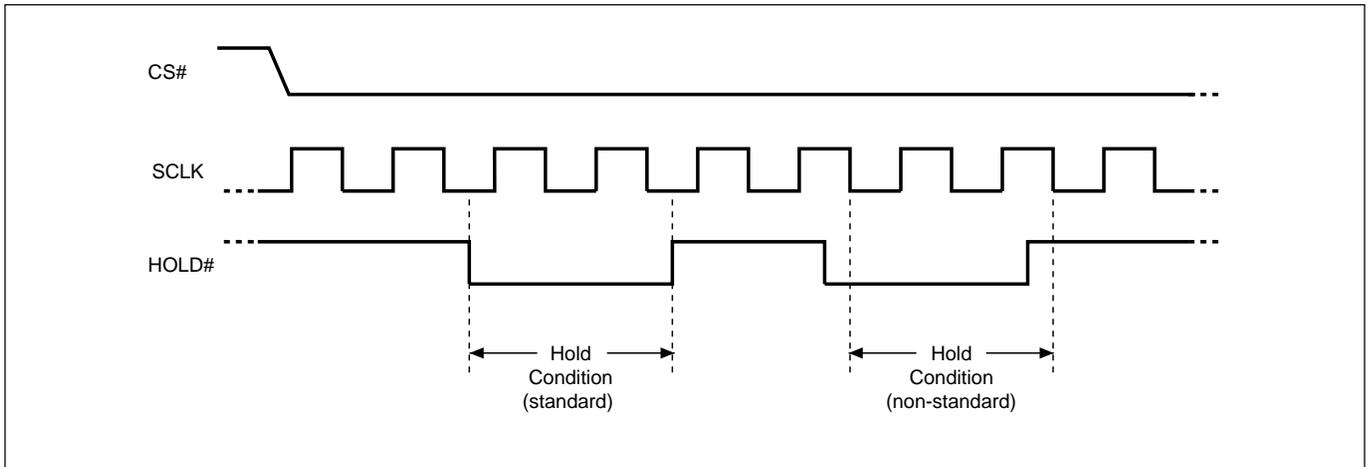 CS#
SCLK
HOLD#
Hold
Condition
(standard)
Hold
Condition
(non-standard)